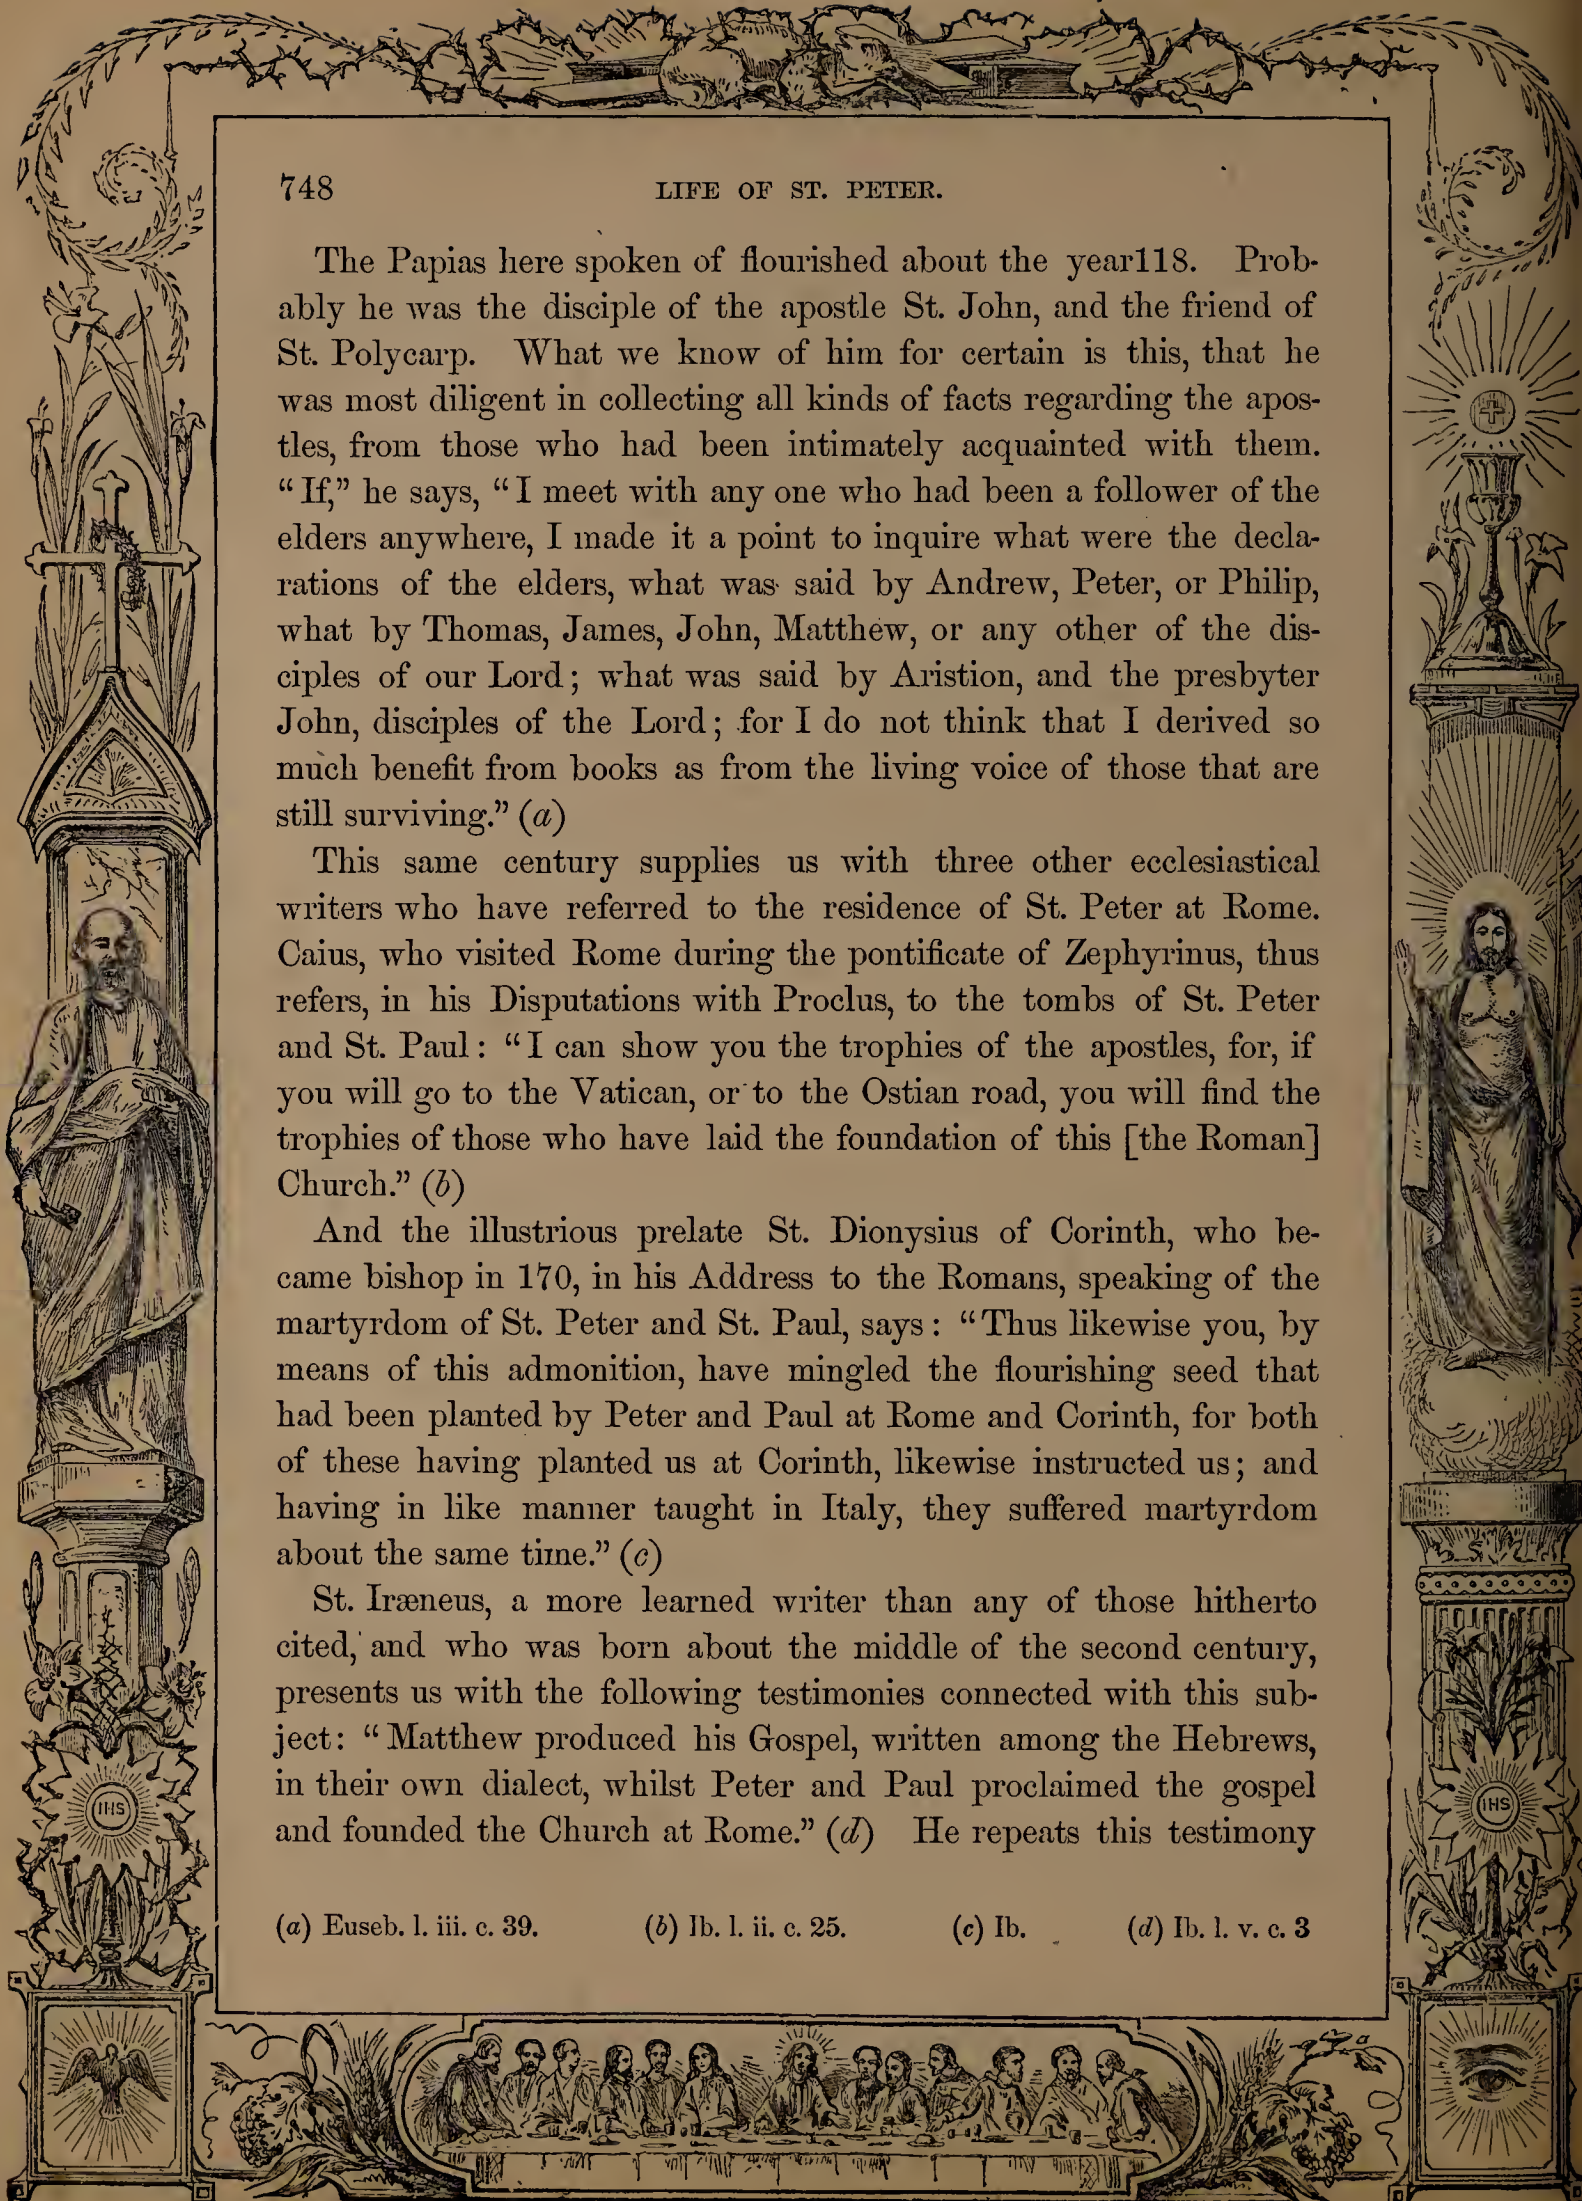 748 LIFE OF ST. PETER.
The Papias here spoken of flourished about the year118. Prob-
ably he was the disciple of the apostle St. John, and the friend of
St. Polycarp. What we know of him for certain is this, that he
was most diligent in collecting all kinds of facts regarding the apos-
tles, from those who had been intimately acquainted with them.
“If,” he says, “I meet with any one who had been a follower of the
elders anywhere, I made it a point to inquire what were the decla-
rations of the elders, what was said by Andrew, Peter, or Philip,
what by Thomas, James, John, Matthew, or any other of the dis-
ciples of our Lord; what was said by Aristion, and the presbyter
John, disciples of the Lord; for I do not think that I derived so
much benefit from books as from the living voice of those that are
still surviving.” (a)
This same century supplies us with three other ecclesiastical
writers who have referred to the residence of St. Peter at Rome.
Caius, who visited Rome during the pontificate of Zephyrinus, thus
refers, in his Disputations with Proclus, to the tombs of St. Peter
and St. Paul: “I can show you the trophies of the apostles, for, if
you will go to the Vatican, or to the Ostian road, you will find the
trophies of those who have laid the foundation of this [the Roman]
Church.” (b)
And the illustrious prelate St. Dionysius of Corinth, who be-
came bishop in 170, in his Address to the Romans, speaking of the
martyrdom of St. Peter and St. Paul, says: “Thus likewise you, by
means of this admonition, have mingled the flourishing seed that
had been planted by Peter and Paul at Rome and Corinth, for both
of these having planted us at Corinth, likewise instructed us; and
having in like manner taught in Italy, they suffered martyrdom
about the same time.” (c)
St. Iræneus, a more learned writer than any of those hitherto
cited, and who was born about the middle of the second century,
presents us with the following testimonies connected with this sub-
ject: “Matthew produced his Gospel, written among the Hebrews,
in their own dialect, whilst Peter and Paul proclaimed the gospel
and founded the Church at Rome.” (d) He repeats this testimony
(a) Euseb. l. iii. c. 39. (b) Ib. l. ii. c. 25. (c) Ib. (d) Ib. l. v. c. 3
IHS
IHS